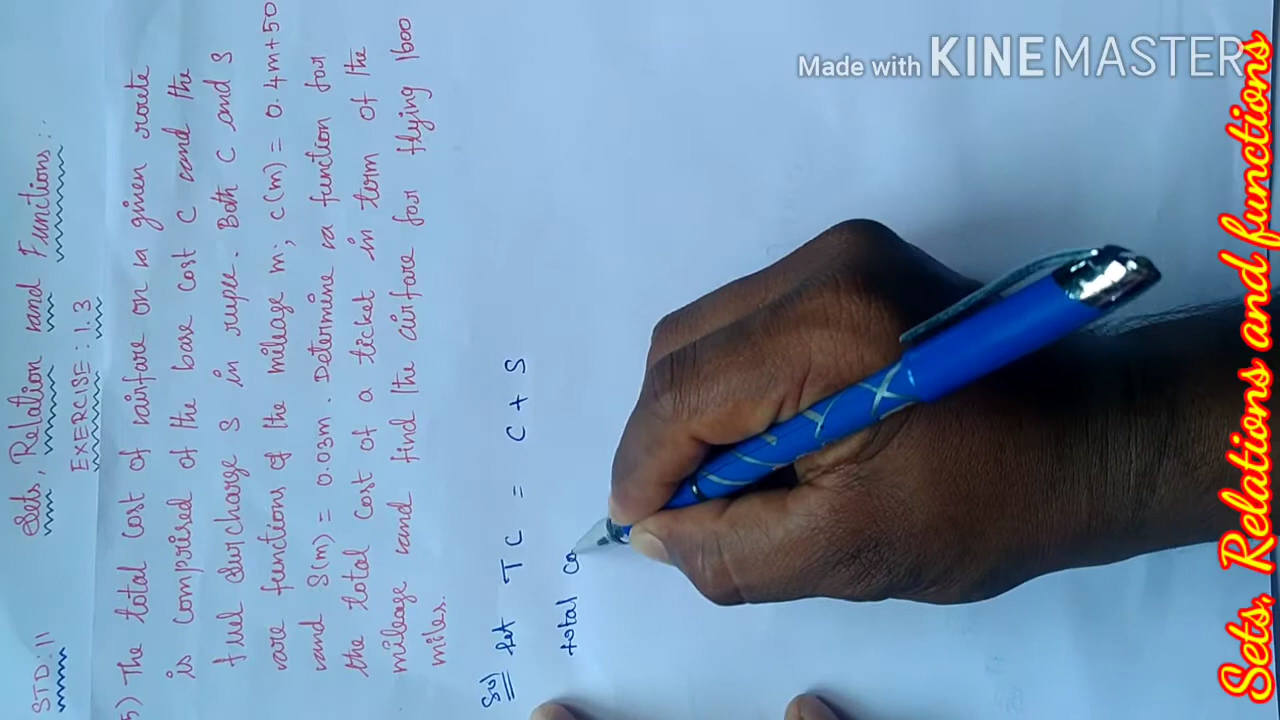 STD: 11 Sets, Relation and Functions:
EXERCISE: 1.3
5) The total cost of airfare on a given route
is comprised of the base cost C and the
fuel surcharge S in rupee. Both C and S
are functions of the mileage m; C(m) = 0.4m+50
and S(m) = 0.03m. Determine a function for
the total cost of a ticket in term of the
mileage and find the airfare for flying 1600
miles.
Sol let TC = C + S
total co
Made with KINEMASTER
Sets, Relations and functions